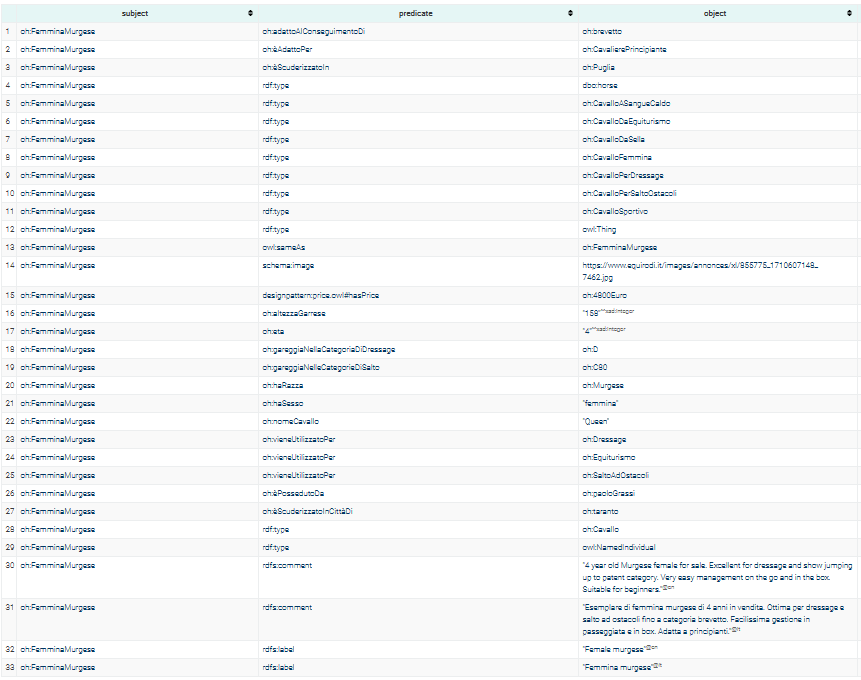 subject predicate object
1 oh:FemminaMurgese oh:adattoAlConseguimentoDi oh:brevetto
2 oh:FemminaMurgese oh:èAdattoPer oh:CavalierePrincipiante
3 oh:FemminaMurgese oh:èScuderizzatoIn oh:Puglia
4 oh:FemminaMurgese rdf:type dbo:horse
5 oh:FemminaMurgese rdf:type oh:CavalloASangueCaldo
6 oh:FemminaMurgese rdf:type oh:CavalloDaEquiturismo
7 oh:FemminaMurgese rdf:type oh:CavalloDaSella
8 oh:FemminaMurgese rdf:type oh:CavalloFemmina
9 oh:FemminaMurgese rdf:type oh:CavalloPerDressage
10 oh:FemminaMurgese rdf:type oh:CavalloPerSaltoOstacoli
11 oh:FemminaMurgese rdf:type oh:CavalloSportivo
12 oh:FemminaMurgese rdf:type owl:Thing
13 oh:FemminaMurgese owl:sameAs oh:FemminaMurgese
14 oh:FemminaMurgese schema:image https://www.equirodi.it/images/annonces/xl/855775_1710607149_
7462.jpg
15 oh:FemminaMurgese designpattern:price.owl#hasPrice oh:4800Euro
16 oh:FemminaMurgese oh:altezzaGarrese "159"^^xsd:integer
17 oh:FemminaMurgese oh:eta "4"^^xsd:integer
18 oh:FemminaMurgese oh:gareggiaNellaCategoriaDiDressage oh:D
19 oh:FemminaMurgese oh:gareggiaNelleCategorieDiSalto oh:C80
20 oh:FemminaMurgese oh:haRazza oh:Murgese
21 oh:FemminaMurgese oh:haSesso "femmina"
22 oh:FemminaMurgese oh:nomeCavallo "Queen"
23 oh:FemminaMurgese oh:vieneUtilizzatoPer oh:Dressage
24 oh:FemminaMurgese oh:vieneUtilizzatoPer oh:Equiturismo
25 oh:FemminaMurgese oh:vieneUtilizzatoPer oh:SaltoAdOstacoli
26 oh:FemminaMurgese oh:èPossedutoDa oh:paoloGrassi
27 oh:FemminaMurgese oh:èScuderizzatoInCittàDi oh:taranto
28 oh:FemminaMurgese rdf:type oh:Cavallo
29 oh:FemminaMurgese rdf:type owl:NamedIndividual
30 oh:FemminaMurgese rdfs:comment "4 year old Murgese female for sale. Excellent for dressage and show jumping
up to patent category. Very easy management on the go and in the box.
Suitable for beginners."@en
31 oh:FemminaMurgese rdfs:comment "Esemplare di femmina murgese di 4 anni in vendita. Ottima per dressage e
salto ad ostacoli fino a categoria brevetto. Facilissima gestione in
passeggiata e in box. Adatta a principianti."@it
32 oh:FemminaMurgese rdfs:label "Female murgese"@en
33 oh:FemminaMurgese rdfs:label "Femmina murgese"@it